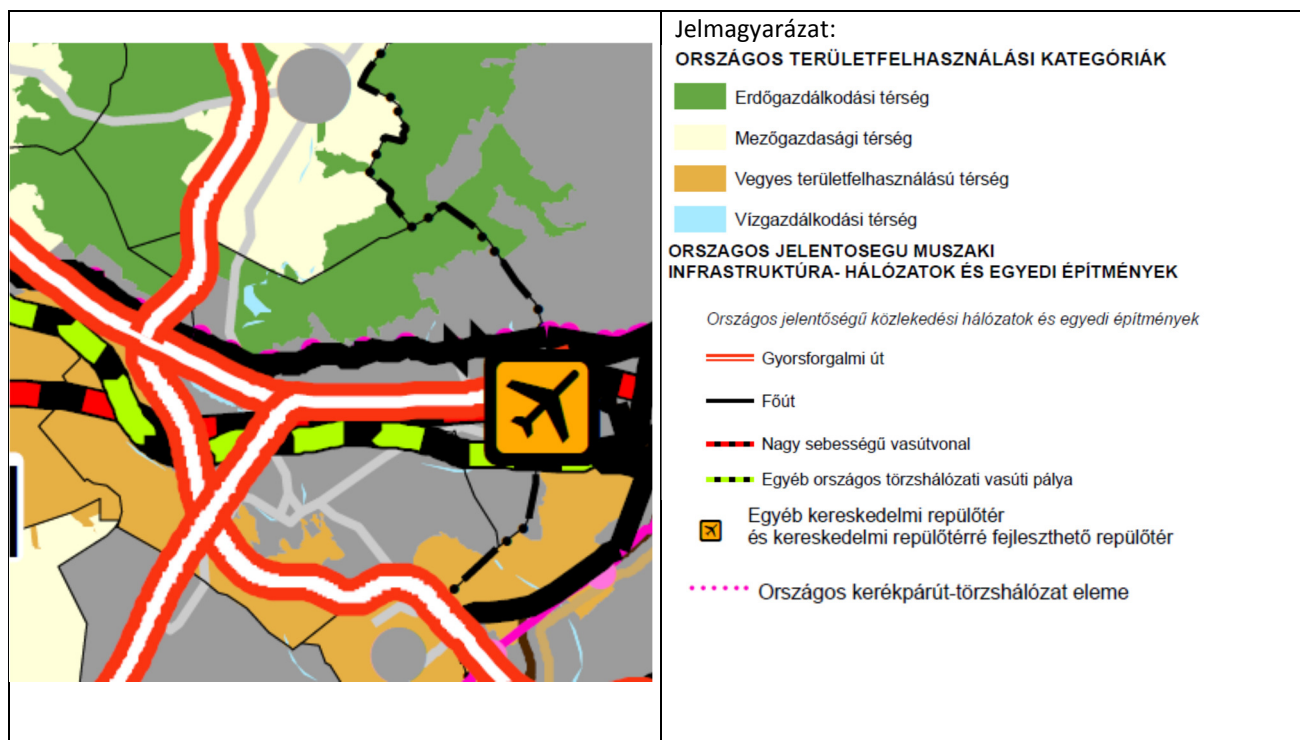 Jelmagyarázat:
ORSZÁGOS TERÜLETFELHASZNÁLÁSI KATEGÓRIÁK
Erdőgazdálkodási térség
Mezőgazdasági térség
Vegyes területfelhasználású térség
Vízgazdálkodási térség
ORSZAGOS JELENTOSEGU MUSZAKI
INFRASTRUKTÚRA- HÁLÓZATOK ÉS EGYEDI ÉPÍTMÉNYEK
Országos jelentőségű közlekedési hálózatok és egyedi építmények
Gyorsforgalmi út
Főút
Nagy sebességű vasútvonal
Egyéb országos törzshálózati vasúti pálya
Egyéb kereskedelmi repülőtér
és kereskedelmi repülőtérré fejleszthető repülőtér
Országos kerékpárút-törzshálózat eleme